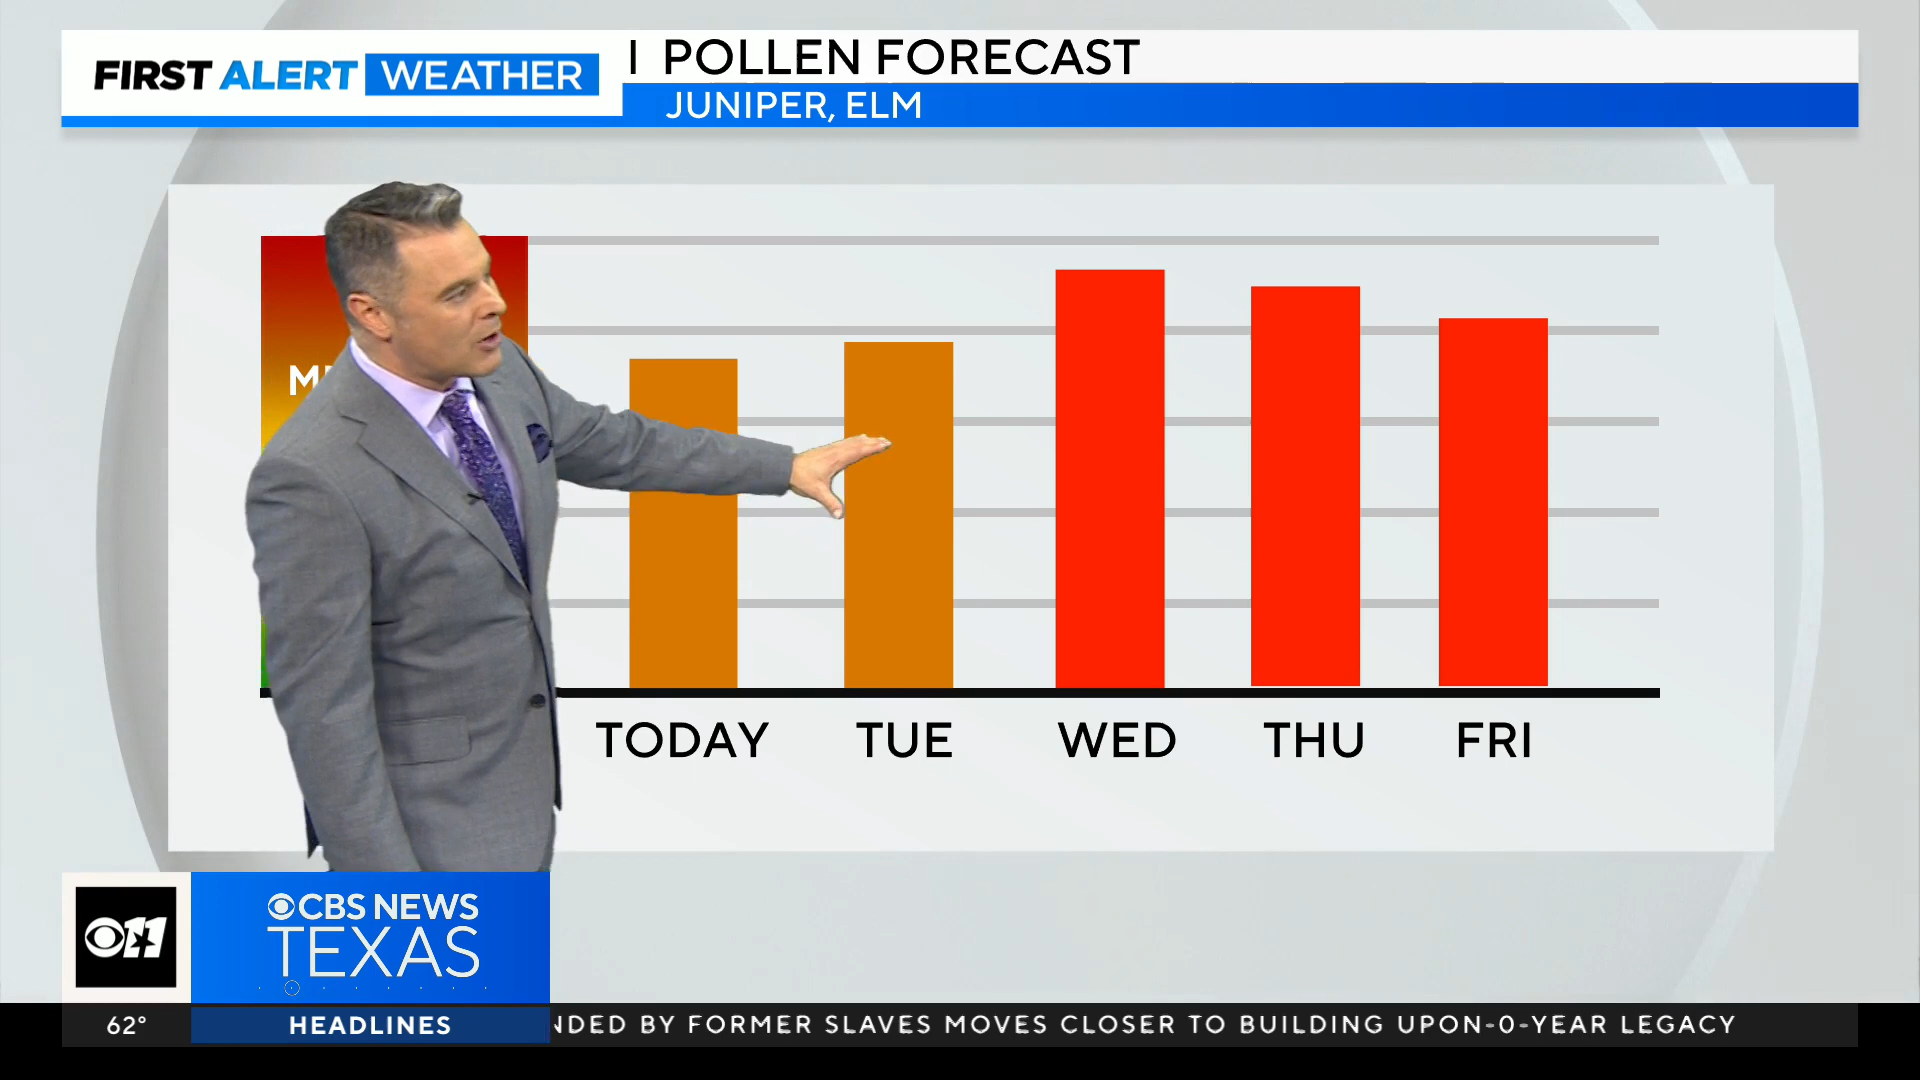 FIRST ALERT WEATHER
POLLEN FORECAST
JUNIPER, ELM
TODAY TUE WED THU FRI
11
CBS NEWS
TEXAS
62° HEADLINES BY FORMER SLAVES MOVES CLOSER TO BUILDING UPON-0-YEAR LEGACY